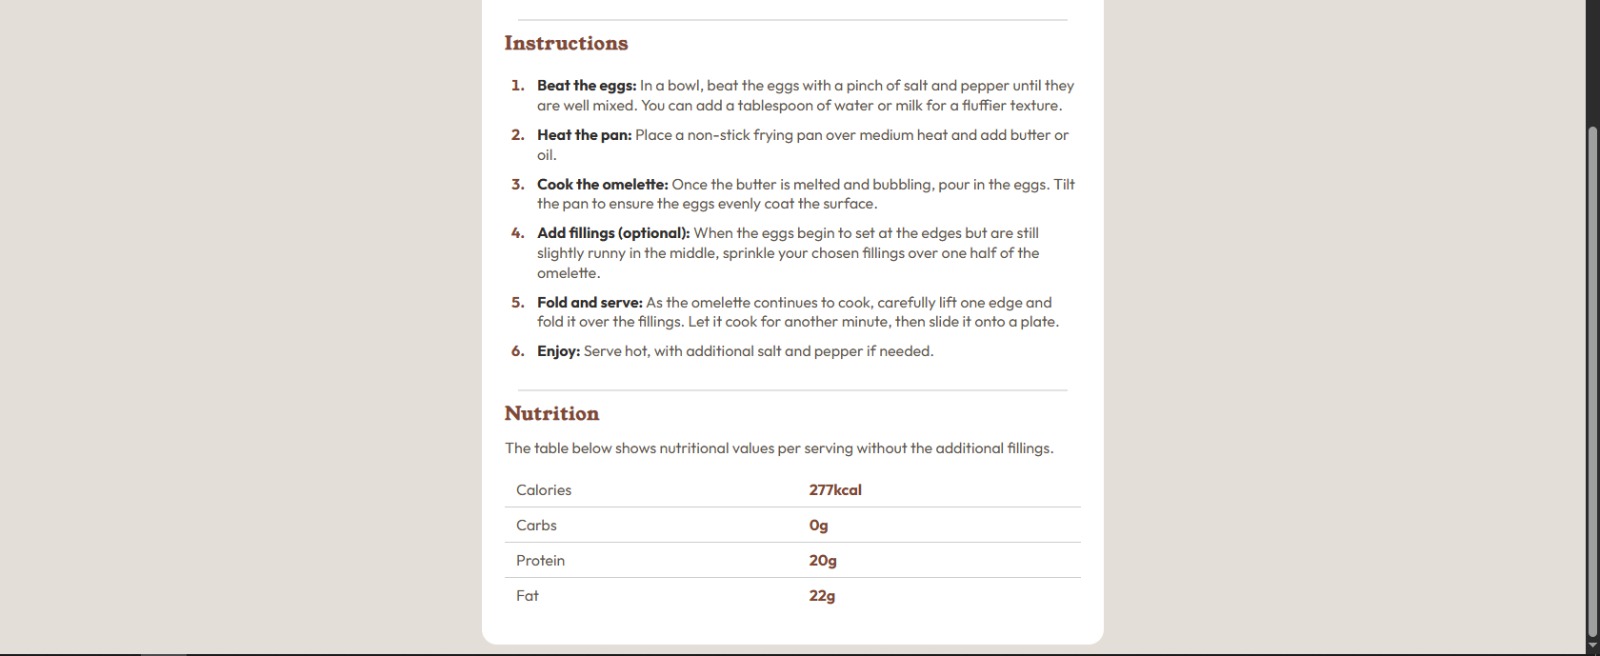 Instructions
1. Beat the eggs: In a bowl, beat the eggs with a pinch of salt and pepper until they
are well mixed. You can add a tablespoon of water or milk for a fluffier texture.
2. Heat the pan: Place a non-stick frying pan over medium heat and add butter or
oil.
3. Cook the omelette: Once the butter is melted and bubbling, pour in the eggs. Tilt
the pan to ensure the eggs evenly coat the surface.
4. Add fillings (optional): When the eggs begin to set at the edges but are still
slightly runny in the middle, sprinkle your chosen fillings over one half of the
omelette.
5. Fold and serve: As the omelette continues to cook, carefully lift one edge and
fold it over the fillings. Let it cook for another minute, then slide it onto a plate.
6. Enjoy: Serve hot, with additional salt and pepper if needed.
Nutrition
The table below shows nutritional values per serving without the additional fillings.
Calories 277kcal
Carbs 0g
Protein 20g
Fat 22g